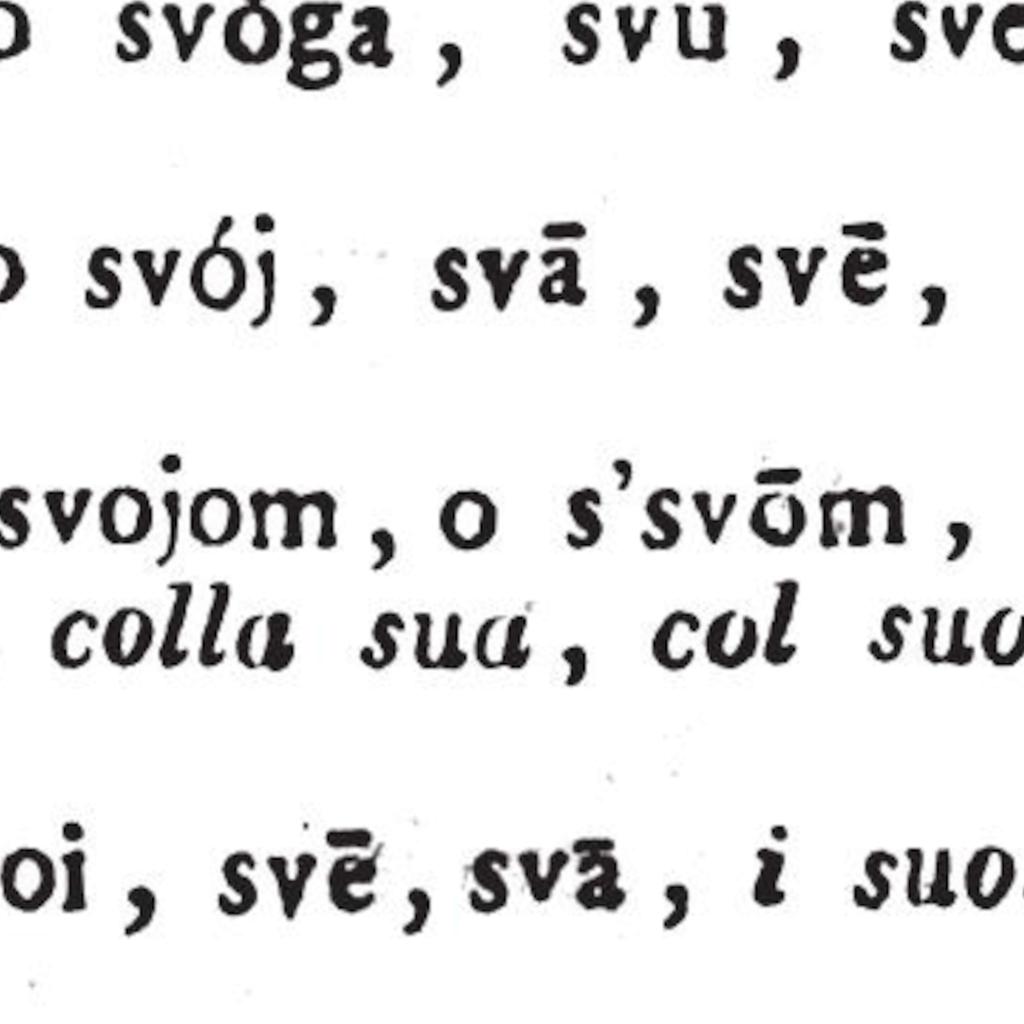 o svoga, svu, sve
o svój, svā, svē,
svojom, o s'svōm,
colla sua, col suo
oi, svē, svā, i suo